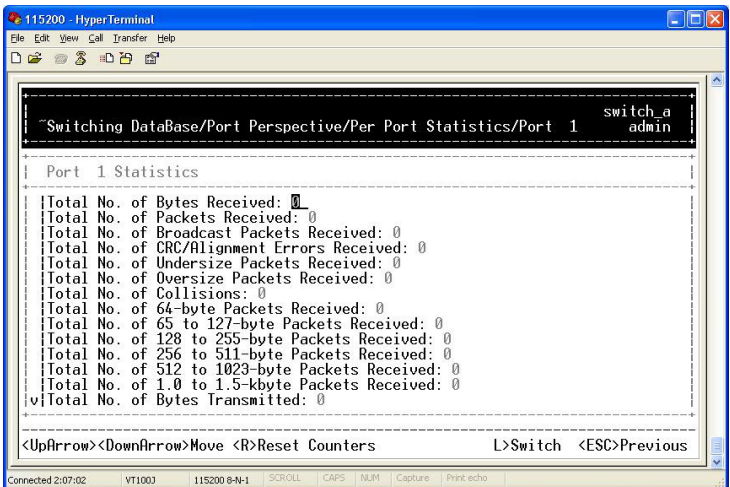 115200 - HyperTerminal
File Edit View Call Transfer Help
switch_a
~Switching DataBase/Port Perspective/Per Port Statistics/Port 1 admin
Port 1 Statistics
Total No. of Bytes Received: 0
Total No. of Packets Received: 0
Total No. of Broadcast Packets Received: 0
Total No. of CRC/Alignment Errors Received: 0
Total No. of Undersize Packets Received: 0
Total No. of Oversize Packets Received: 0
Total No. of Collisions: 0
Total No. of 64-byte Packets Received: 0
Total No. of 65 to 127-byte Packets Received: 0
Total No. of 128 to 255-byte Packets Received: 0
Total No. of 256 to 511-byte Packets Received: 0
Total No. of 512 to 1023-byte Packets Received: 0
Total No. of 1.0 to 1.5-kbyte Packets Received: 0
v|Total No. of Bytes Transmitted: 0
<UpArrow><DownArrow>Move <R>Reset Counters L>Switch <ESC>Previous
Connected 2:07:02 VT100J 115200 8-N-1 SCROLL CAPS NUM Capture Print echo